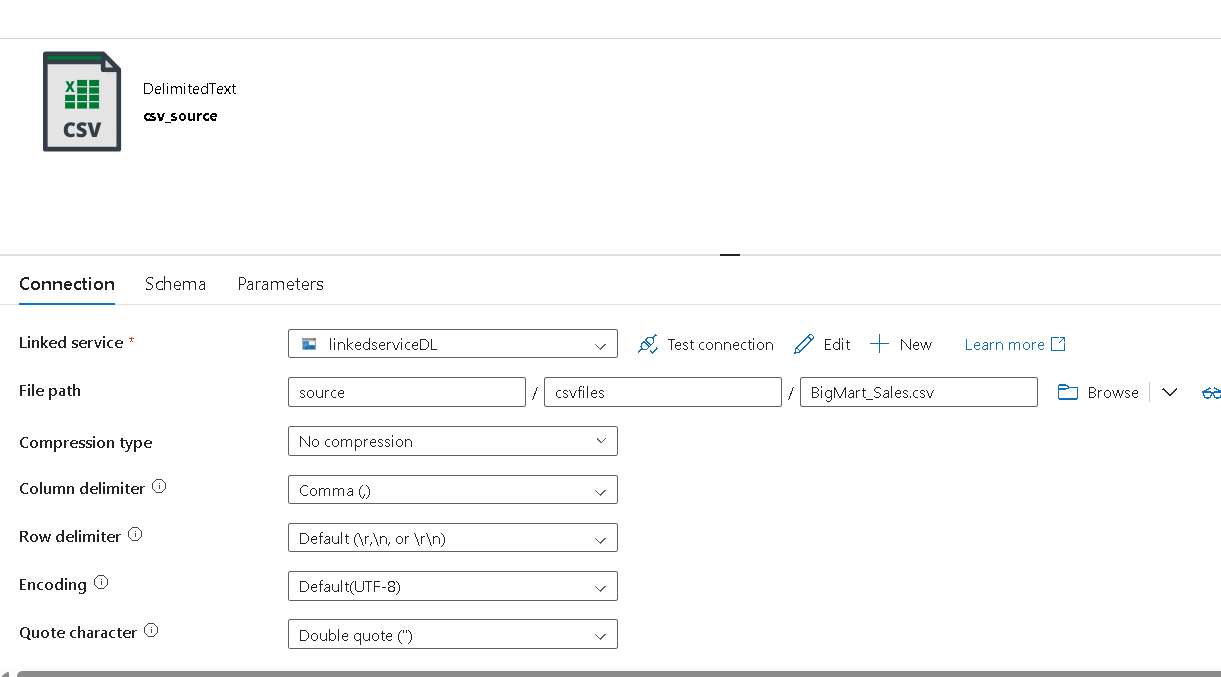 X
CSV
DelimitedText
csv_source
Connection Schema Parameters
Linked service * linkedserviceDL Test connection Edit New Learn more
File path source / csvfiles / BigMart_Sales.csv Browse
Compression type No compression
Column delimiter Comma (,)
Row delimiter Default (\r,\n, or \r\n)
Encoding Default(UTF-8)
Quote character Double quote (")